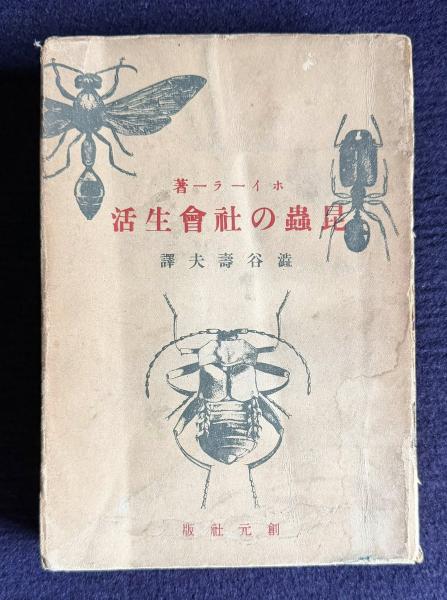 ホイーラー著
昆蟲の社會生活
澁谷壽夫譯
創元社版